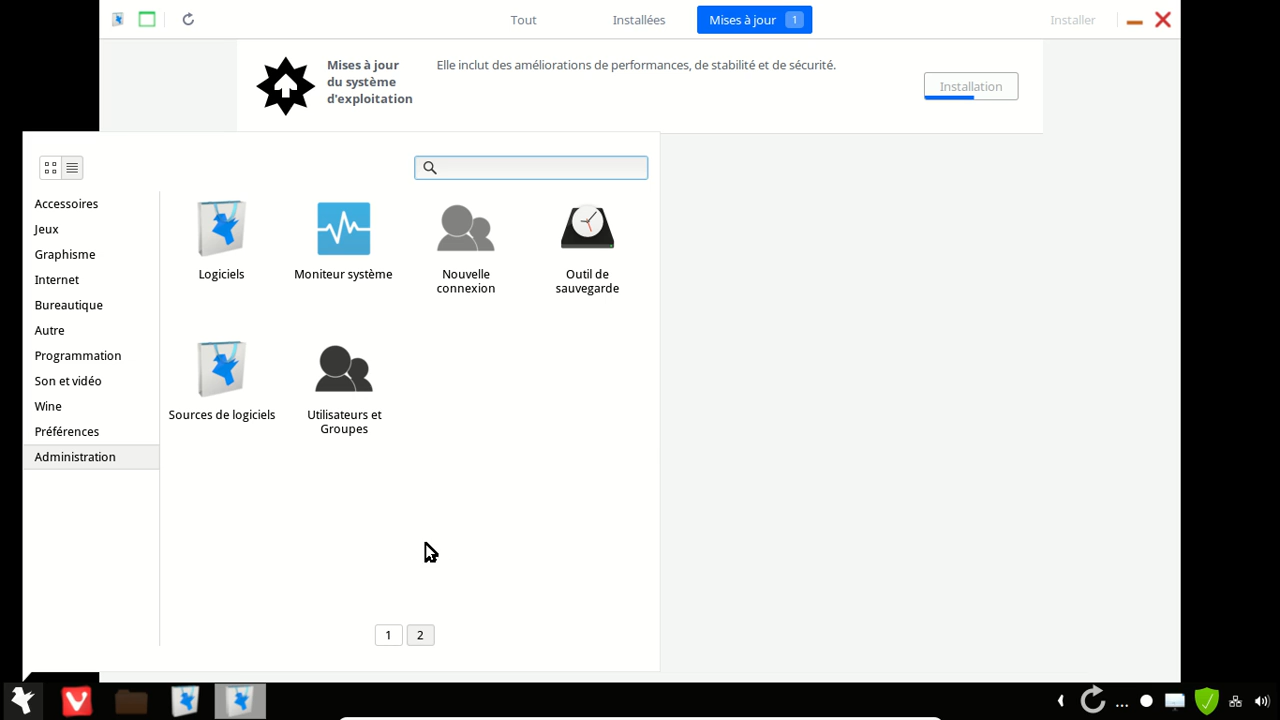 Tout
Installées
Mises à jour 1
Installer
Mises à jour
du système
d'exploitation
Elle inclut des améliorations de performances, de stabilité et de sécurité.
Installation
Accessoires
Jeux
Graphisme
Internet
Bureautique
Autre
Programmation
Son et vidéo
Wine
Préférences
Administration
Logiciels
Moniteur système
Nouvelle
connexion
Outil de
sauvegarde
Sources de logiciels
Utilisateurs et
Groupes
1
2